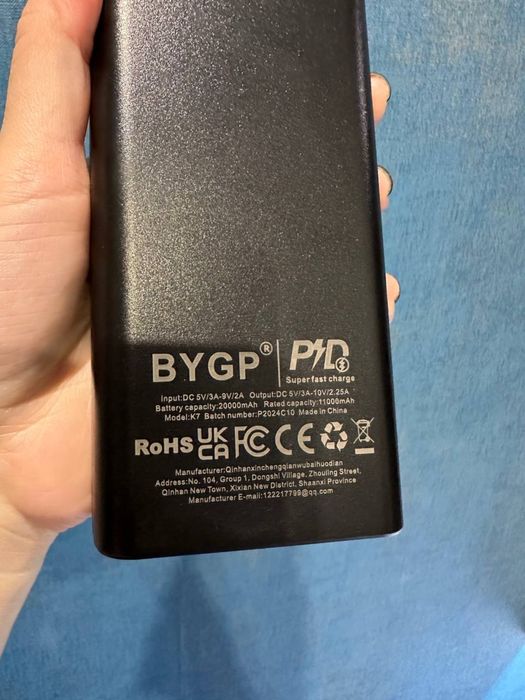 BYGP® PD
Super fast charge
Input:DC 5V/3A-9V/2A Output:DC 5V/3A-10V/2.25A
Battery capacity:20000mAh Rated capacity:11000mAh
Model:K7 Batch number:P2024C10 Made in China
RoHS UKCA FC CE
Manufacturer:Qinhanxinchengqianwubaihuodian
Address:No. 104, Group 1, Dongshi Village, Zhouling Street,
Qinhan New Town, Xixian New District, Shaanxi Province
Manufacturer E-mail:122217799@qq.com